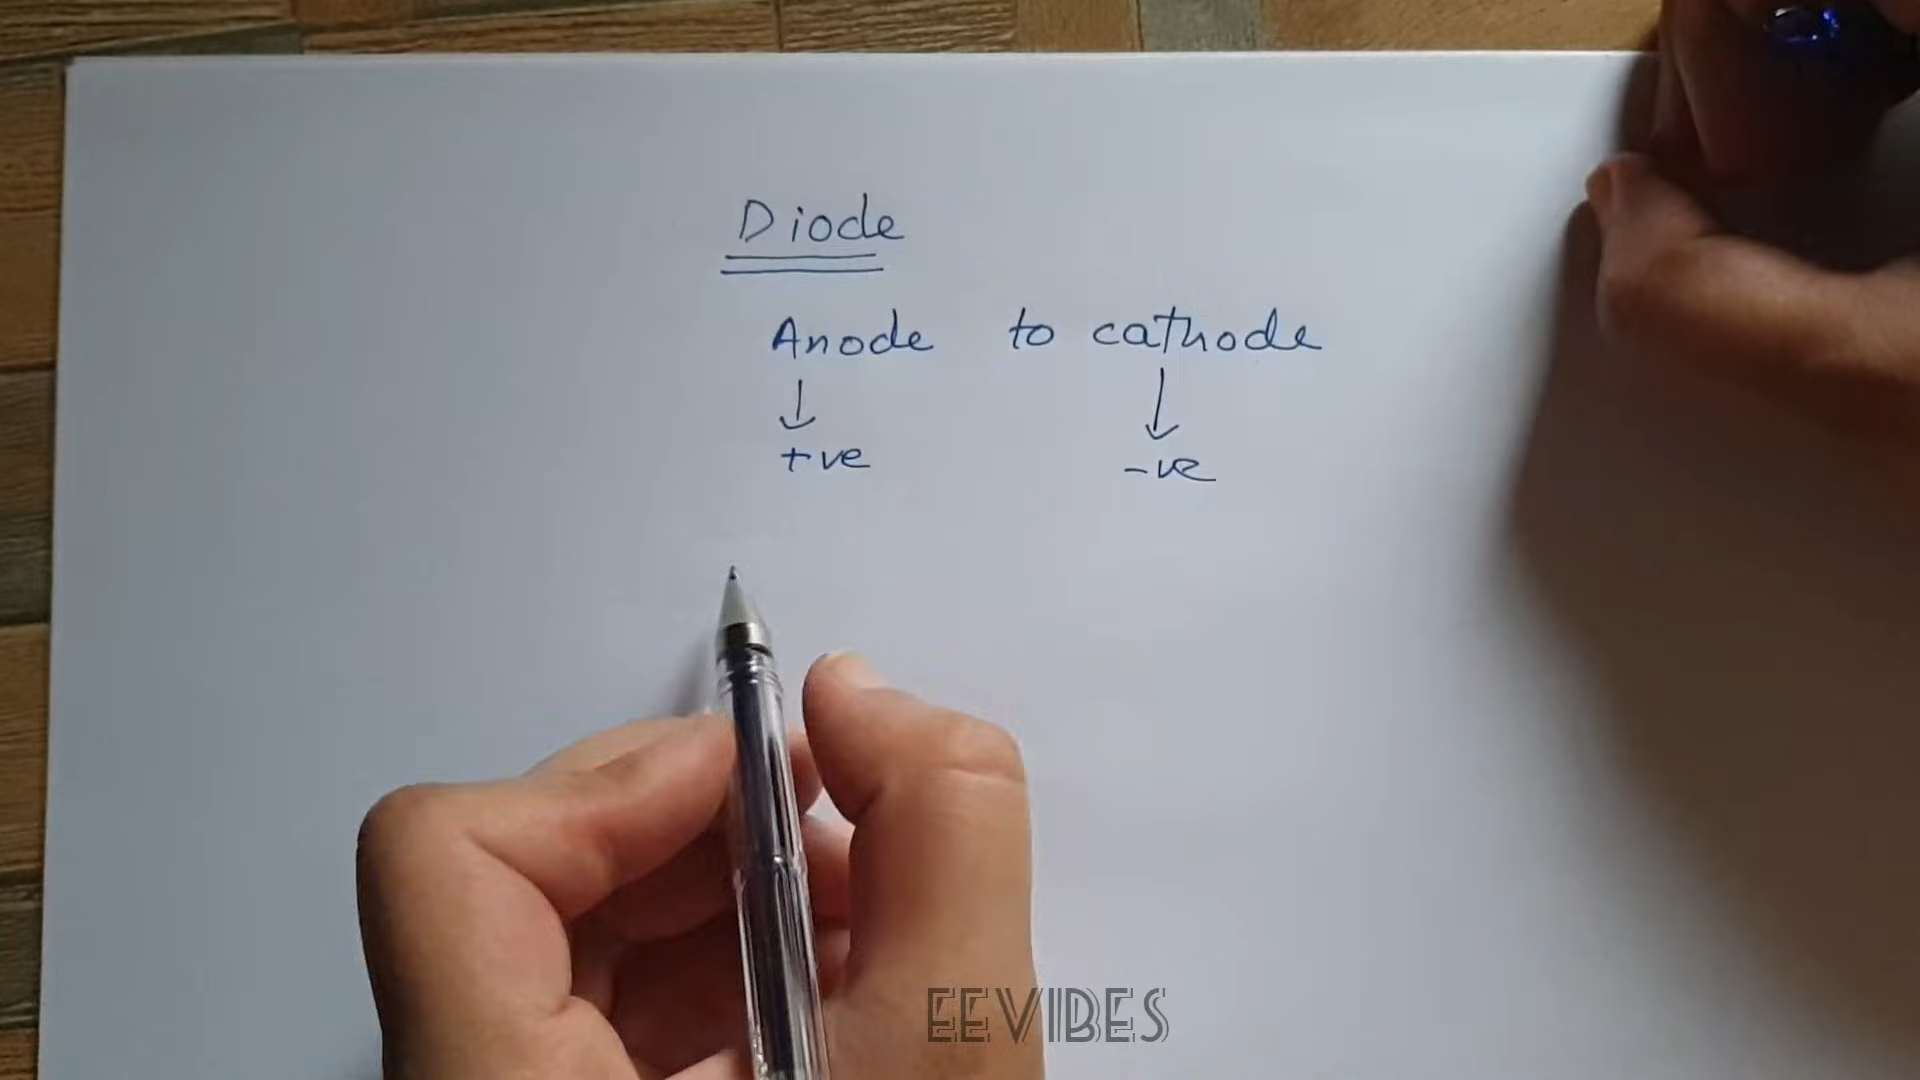 Diode
Anode to cathode
↓ ↓
+ve -ve
EEVIBES